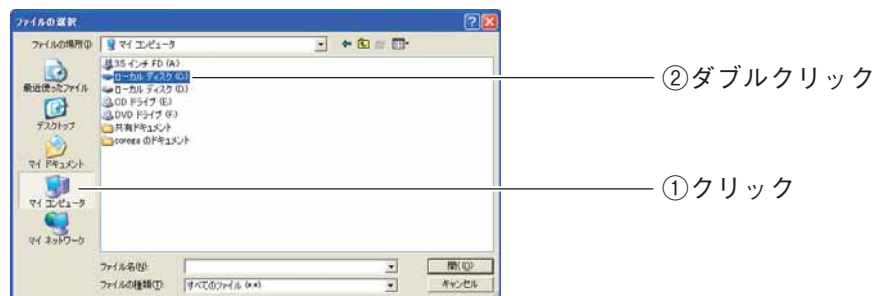 ファイルの選択
ファイルの場所(I): マイ コンピュータ
3.5 インチ FD (A:)
ローカル ディスク (C:)
ローカル ディスク (D:)
CD ドライブ (E:)
DVD ドライブ (F:)
共有ドキュメント
corega のドキュメント
最近使ったファイル
デスクトップ
マイ ドキュメント
マイ コンピュータ
マイ ネットワーク
ファイル名(N):
開く(O)
ファイルの種類(T): すべてのファイル (*.*)
キャンセル
②ダブルクリック
①クリック